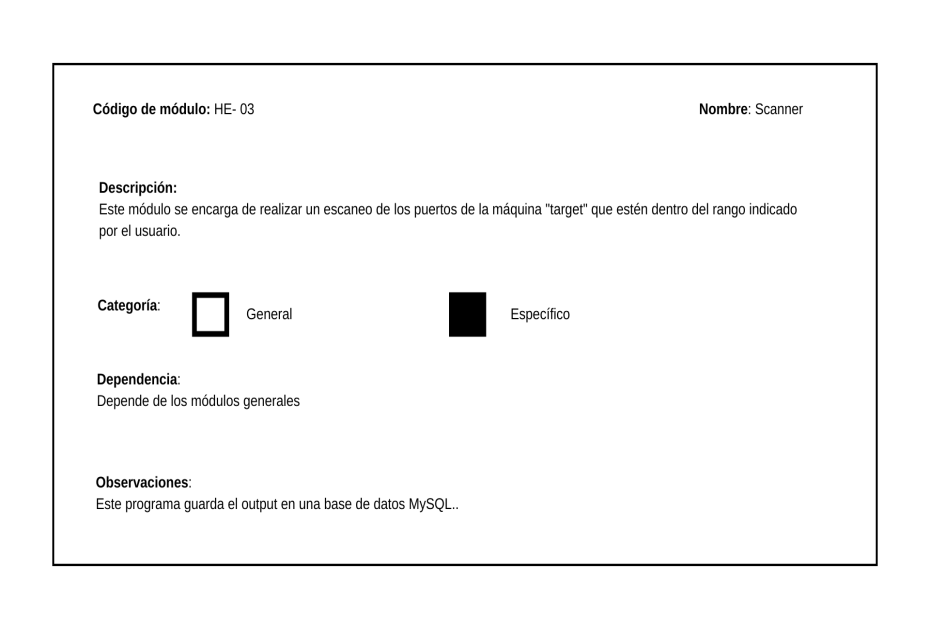 Código de módulo: HE- 03
Nombre: Scanner
Descripción:
Este módulo se encarga de realizar un escaneo de los puertos de la máquina "target" que estén dentro del rango indicado
por el usuario.
Categoría:
General
Específico
Dependencia:
Depende de los módulos generales
Observaciones:
Este programa guarda el output en una base de datos MySQL..